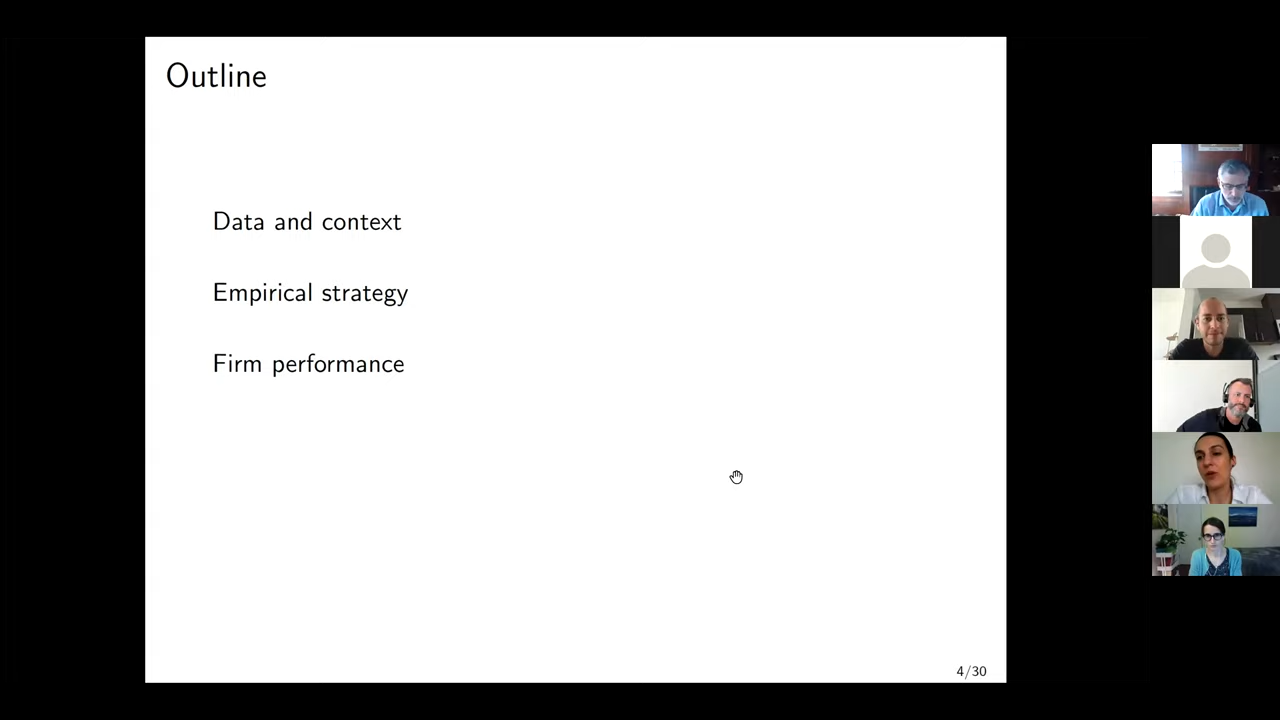 Outline
Data and context
Empirical strategy
Firm performance
4/30